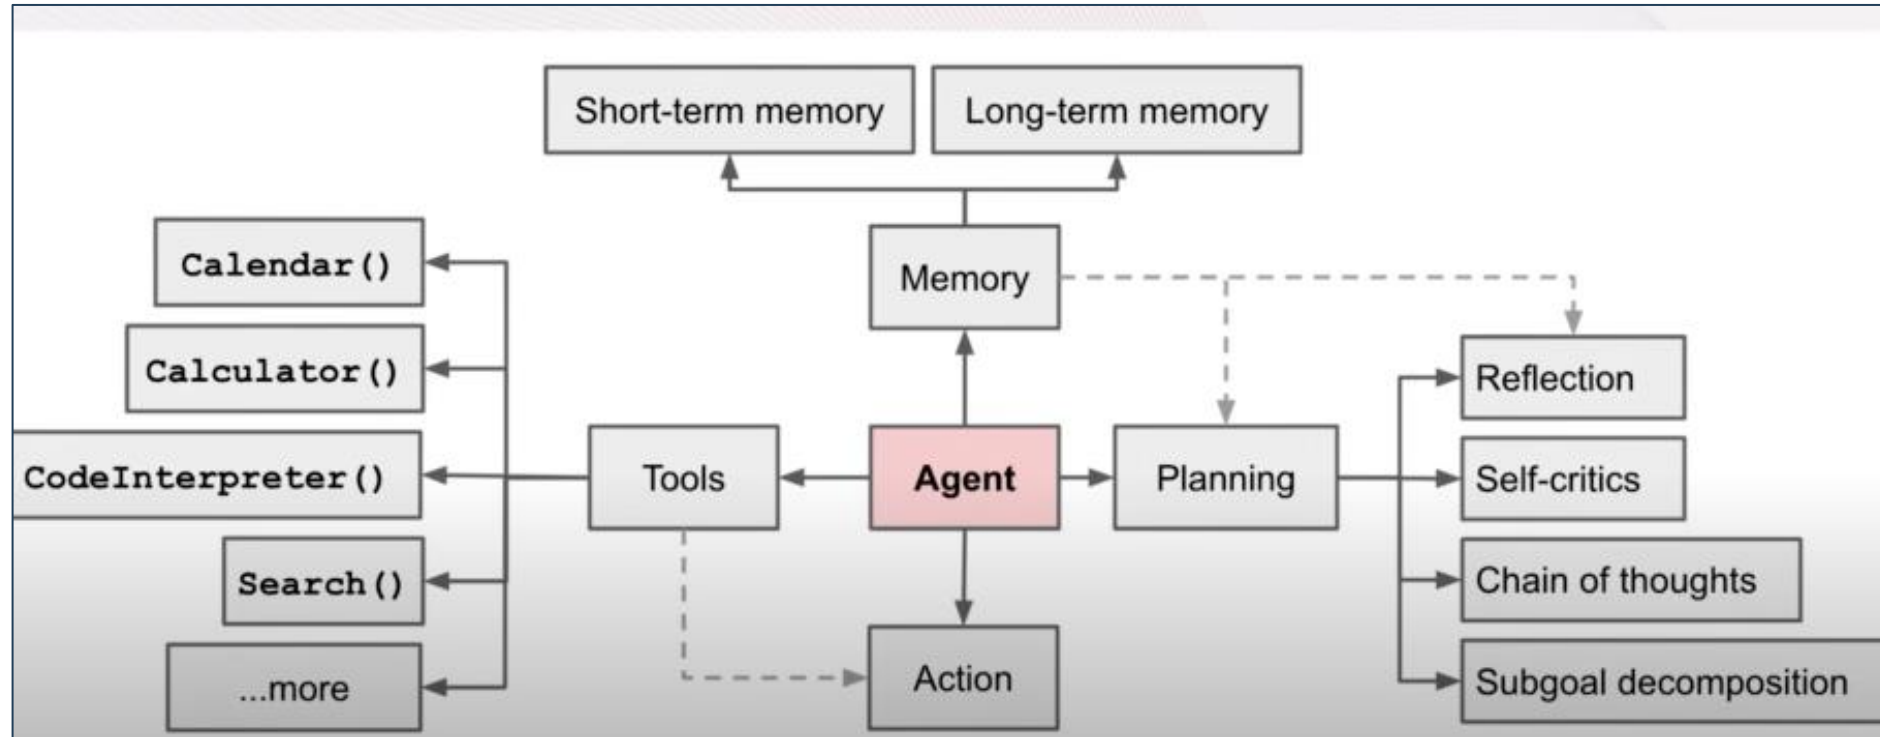 Short-term memory
Long-term memory
Calendar()
Memory
Calculator()
Reflection
CodeInterpreter()
Tools
Agent
Planning
Self-critics
Search()
Chain of thoughts
...more
Action
Subgoal decomposition